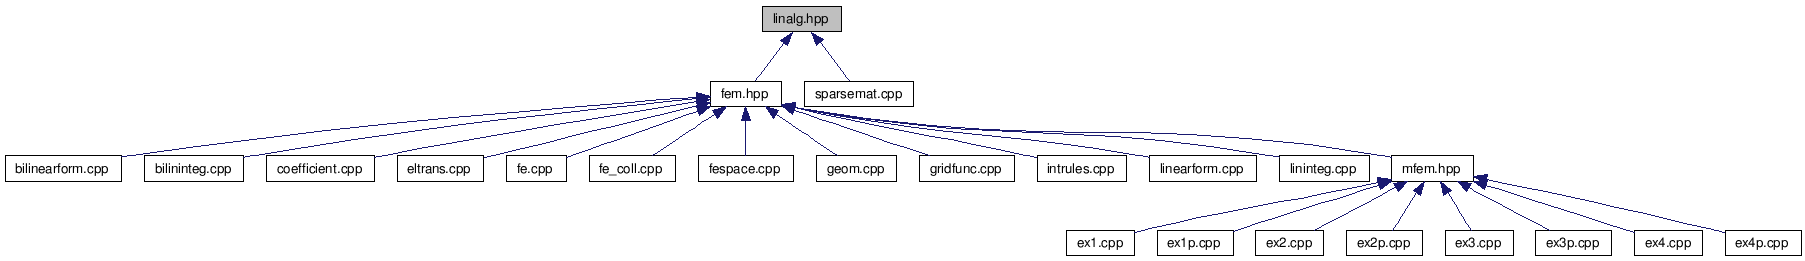 linalg.hpp
fem.hpp
sparsemat.cpp
bilinearform.cpp
bilininteg.cpp
coefficient.cpp
eltrans.cpp
fe.cpp
fe_coll.cpp
fespace.cpp
geom.cpp
gridfunc.cpp
intrules.cpp
linearform.cpp
lininteg.cpp
mfem.hpp
ex1.cpp
ex1p.cpp
ex2.cpp
ex2p.cpp
ex3.cpp
ex3p.cpp
ex4.cpp
ex4p.cpp